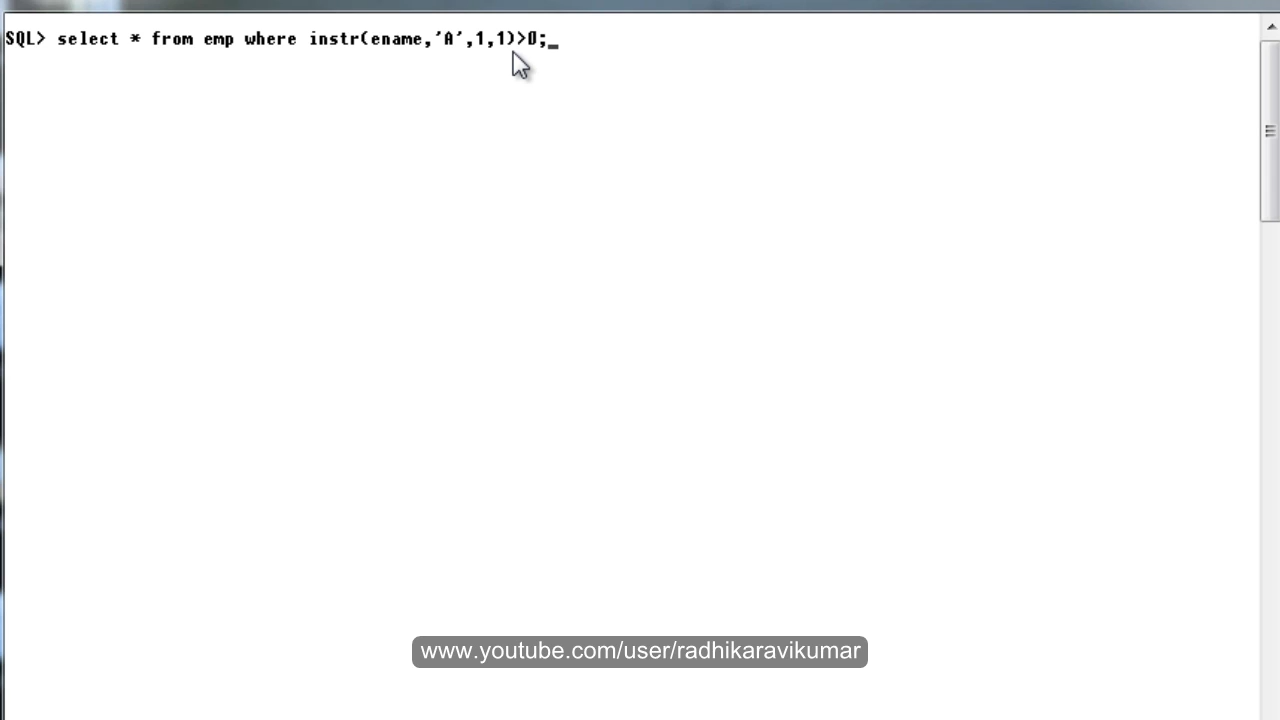 SQL> select * from emp where instr(ename,'A',1,1)>0;_
www.youtube.com/user/radhikaravikumar